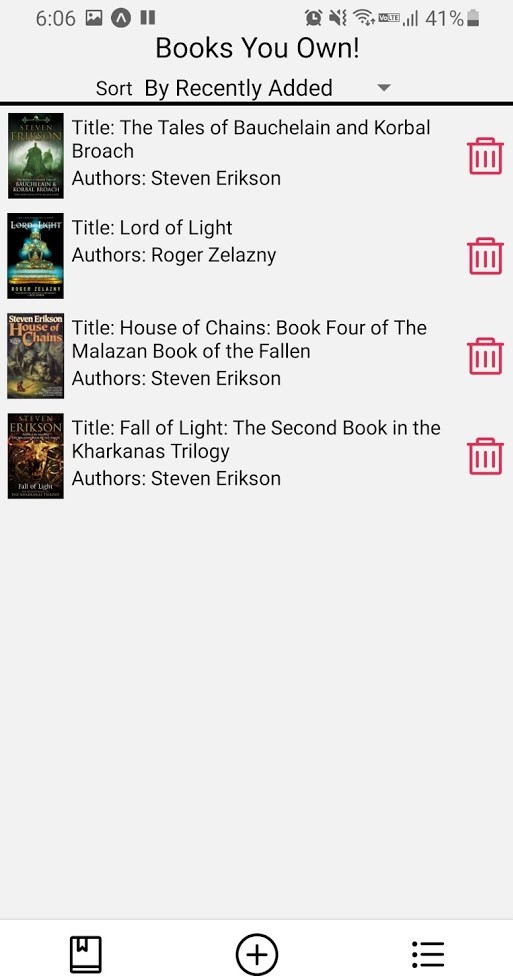 6:06 VoLTE 41%
Books You Own!
Sort By Recently Added
STEVEN
ERIKSON
BAUCHELAIN &
KORBAL BROACH
Title: The Tales of Bauchelain and Korbal
Broach
Authors: Steven Erikson
LORD OF LIGHT
ROGER ZELAZNY
Title: Lord of Light
Authors: Roger Zelazny
Steven Erikson
House of
Chains
Title: House of Chains: Book Four of The
Malazan Book of the Fallen
Authors: Steven Erikson
STEVEN
ERIKSON
Fall of Light
Title: Fall of Light: The Second Book in the
Kharkanas Trilogy
Authors: Steven Erikson